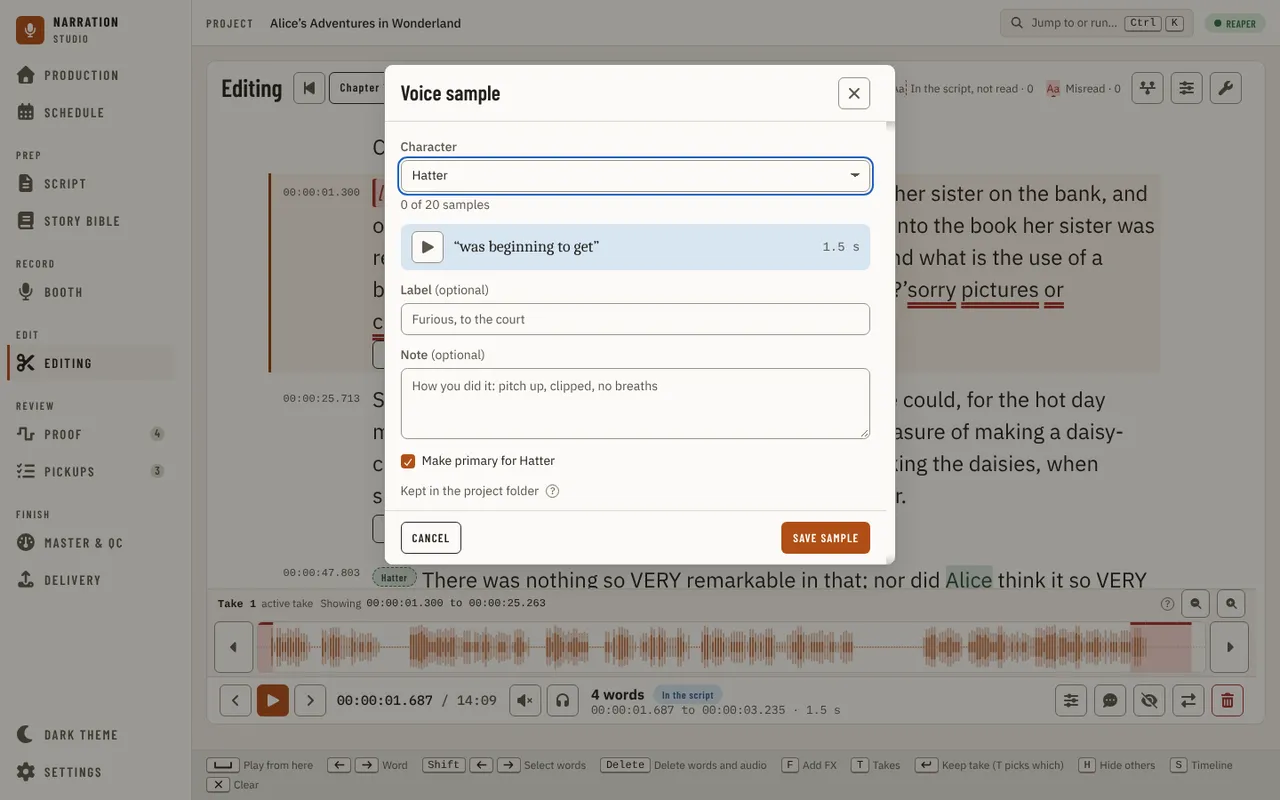 NARRATION
STUDIO
PRODUCTION
SCHEDULE
PREP
SCRIPT
STORY BIBLE
RECORD
BOOTH
EDIT
EDITING
REVIEW
PROOF 4
PICKUPS 3
FINISH
MASTER & QC
DELIVERY
DARK THEME
SETTINGS
PROJECT Alice's Adventures in Wonderland
Jump to or run... Ctrl K
REAPER
Editing Chapter
In the script, not read · 0 Aa Misread · 0
Voice sample
Character
Hatter
0 of 20 samples
“was beginning to get” 1.5 s
Label (optional)
Furious, to the court
Note (optional)
How you did it: pitch up, clipped, no breaths
Make primary for Hatter
Kept in the project folder ?
CANCEL SAVE SAMPLE
00:00:01.300 her sister on the bank, and
the book her sister was
what is the use of a
?’sorry pictures or
00:00:25.713 could, for the hot day
of making a daisy-
the daisies, when
00:00:47.803 Hatter There was nothing so VERY remarkable in that; nor did Alice think it so VERY
Take 1 active take Showing 00:00:01.300 to 00:00:25.263 ?
00:00:01.687 / 14:09 4 words In the script
00:00:01.687 to 00:00:03.235 · 1.5 s
Play from here Word Shift Select words Delete Delete words and audio F Add FX T Takes Keep take (T picks which) H Hide others S Timeline
Clear